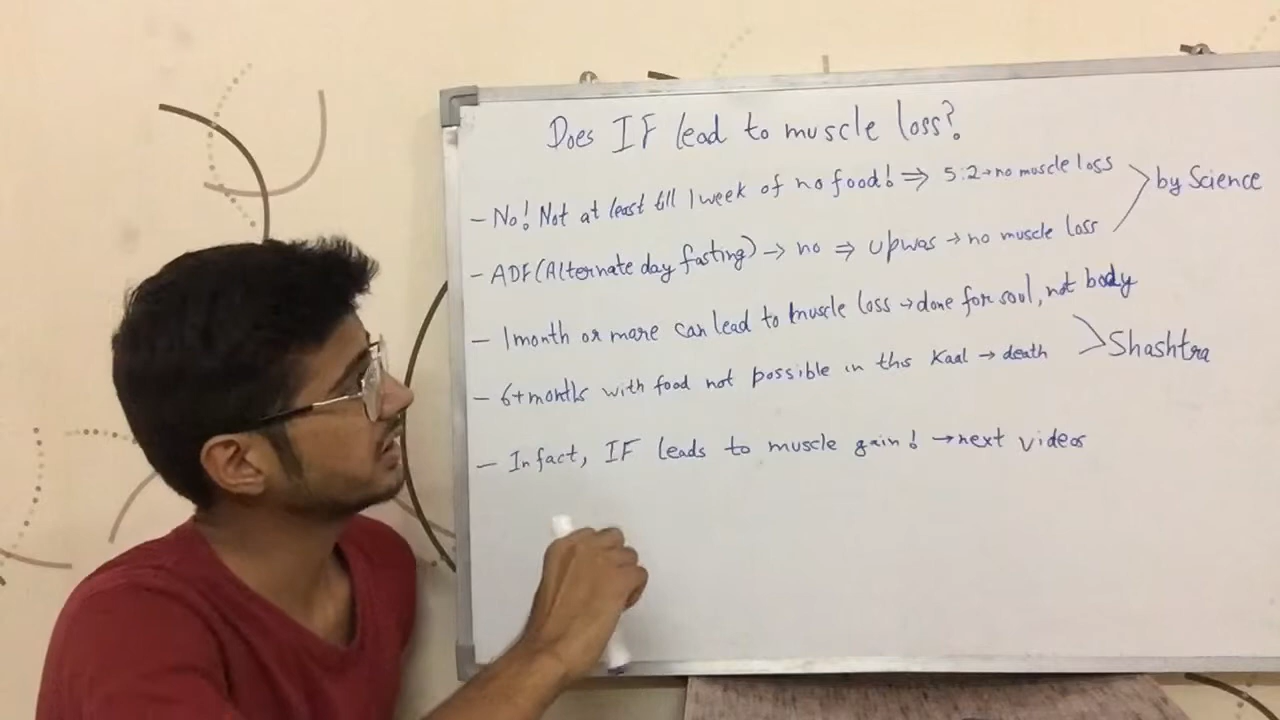 Does IF lead to muscle loss?
- No! Not at least till 1 week of no food! ⇒ 5:2 → no muscle loss
by Science
- ADF (Alternate day fasting) → no ⇒ upwas → no muscle loss
- 1 month or more can lead to muscle loss → done for soul, not body
Shashtra
- 6+ months with food not possible in this Kaal → death
- In fact, IF leads to muscle gain! → next videos